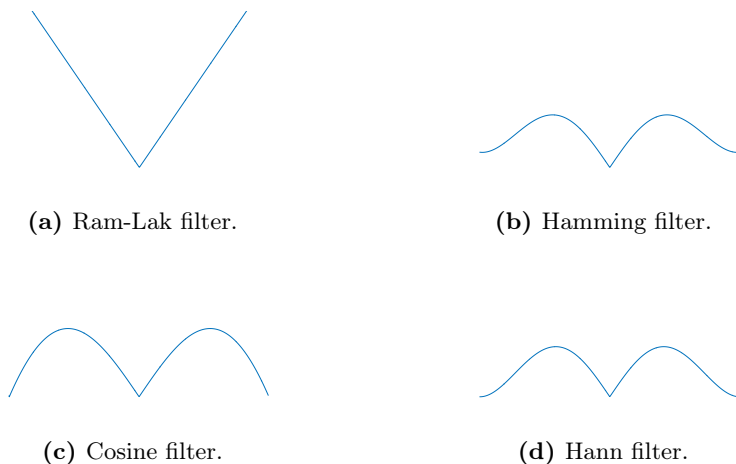 (a) Ram-Lak filter.
(b) Hamming filter.
(c) Cosine filter.
(d) Hann filter.